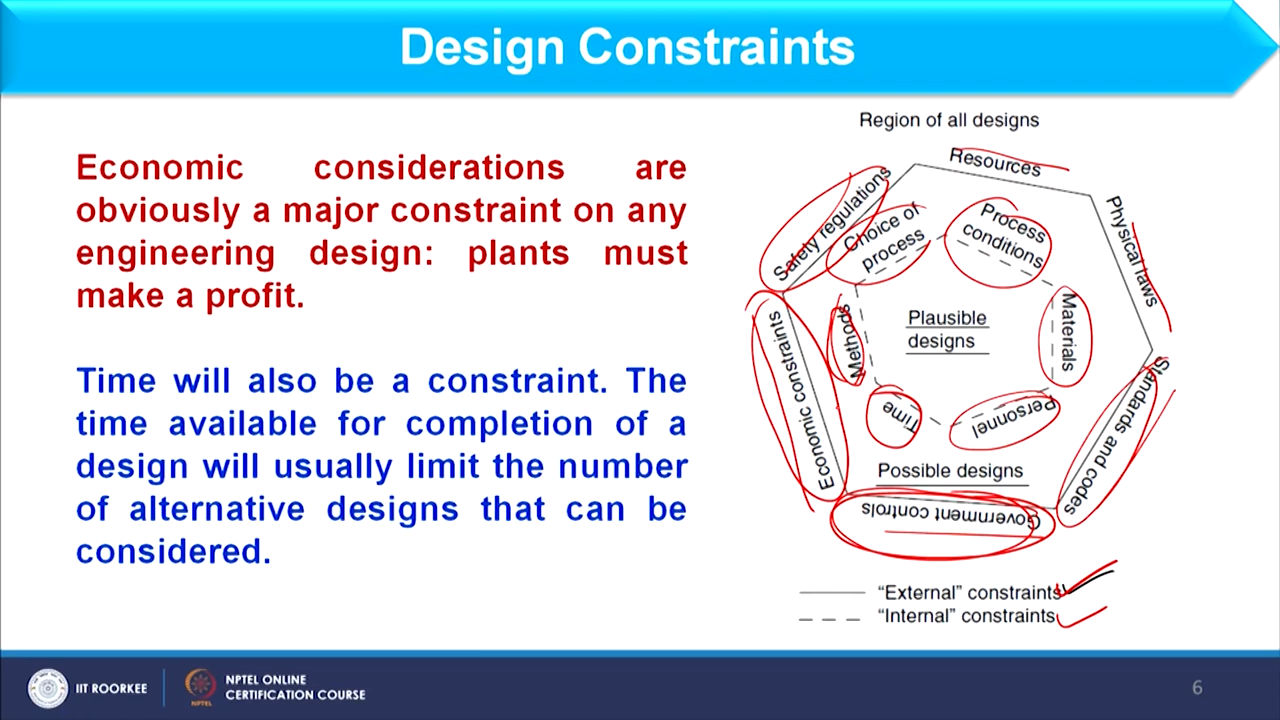 Design Constraints
Economic considerations are
obviously a major constraint on any
engineering design: plants must
make a profit.
Time will also be a constraint. The
time available for completion of a
design will usually limit the number
of alternative designs that can be
considered.
Region of all designs
Resources
Safety regulations
Physical laws
Choice of
process
Process
conditions
Economic constraints
Methods
Plausible
designs
Materials
Standards and codes
Time
Personnel
Possible designs
Government controls
“External” constraints
“Internal” constraints
IIT ROORKEE
NPTEL
NPTEL ONLINE
CERTIFICATION COURSE
6